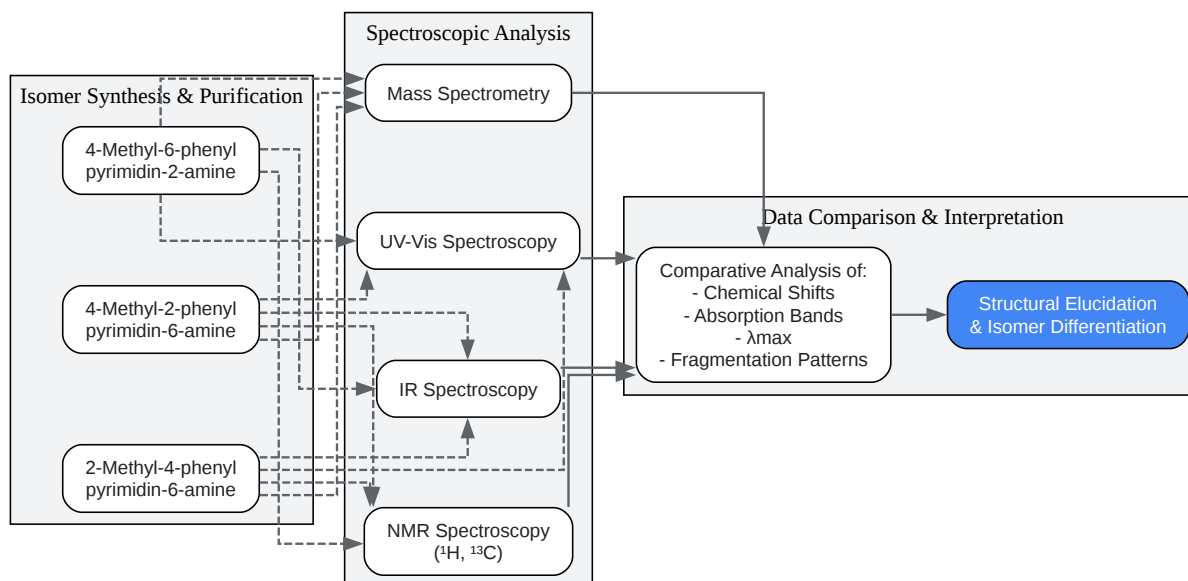 Isomer Synthesis & Purification
4-Methyl-6-phenyl
pyrimidin-2-amine
4-Methyl-2-phenyl
pyrimidin-6-amine
2-Methyl-4-phenyl
pyrimidin-6-amine
Spectroscopic Analysis
Mass Spectrometry
UV-Vis Spectroscopy
IR Spectroscopy
NMR Spectroscopy
(¹H, ¹³C)
Data Comparison & Interpretation
Comparative Analysis of:
- Chemical Shifts
- Absorption Bands
- λmax
- Fragmentation Patterns
Structural Elucidation
& Isomer Differentiation